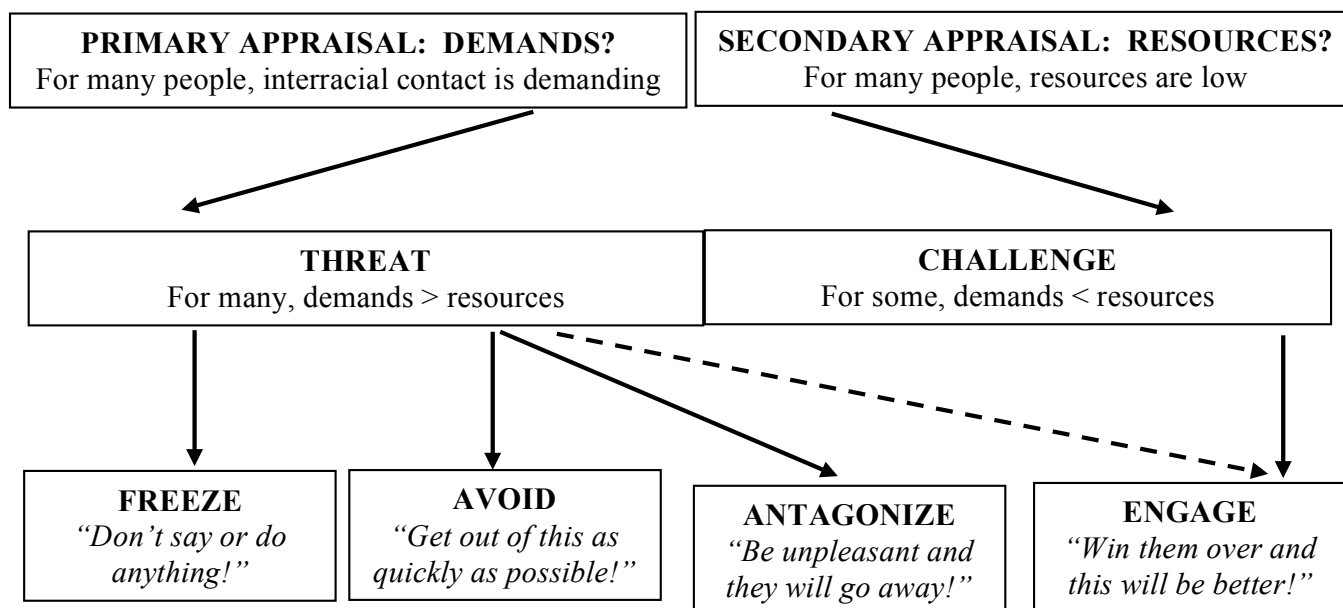 PRIMARY APPRAISAL: DEMANDS?
For many people, interracial contact is demanding
SECONDARY APPRAISAL: RESOURCES?
For many people, resources are low
THREAT
For many, demands > resources
CHALLENGE
For some, demands < resources
FREEZE
“Don’t say or do
anything!”
AVOID
“Get out of this as
quickly as possible!”
ANTAGONIZE
“Be unpleasant and
they will go away!”
ENGAGE
“Win them over and
this will be better!”